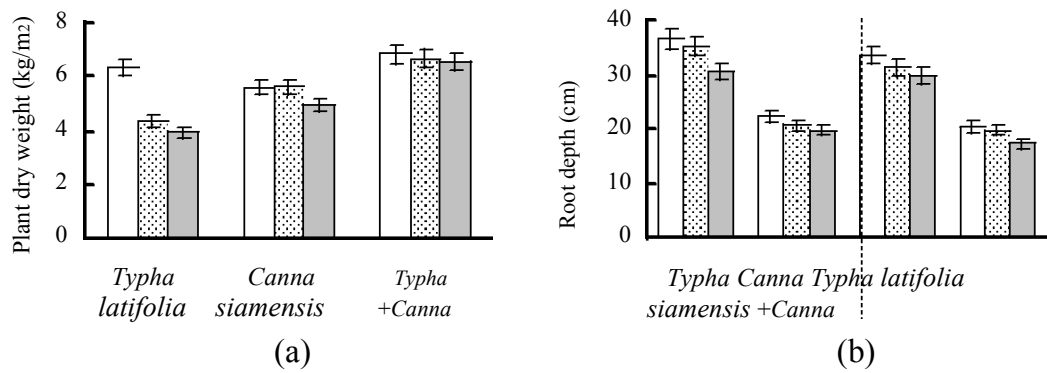 Plant dry weight (kg/m2)
8
6
4
2
0
Typha
latifolia
Canna
siamensis
Typha
+Canna
(a)
Root depth (cm)
40
30
20
10
0
Typha Canna Typha latifolia
siamensis +Canna
(b)